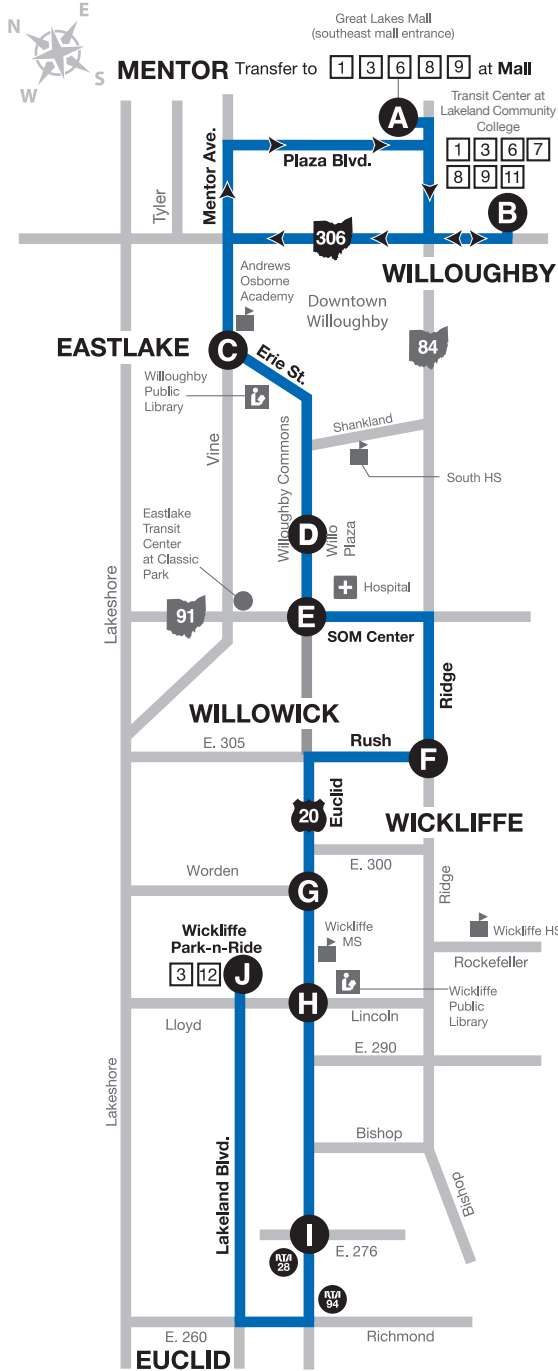 N
E
W
S
Great Lakes Mall
(southeast mall entrance)
MENTOR Transfer to 1 3 6 8 9 at Mall
A
Transit Center at
Lakeland Community
College
1 3 6 7
8 9 11
B
Tyler
Mentor Ave.
Plaza Blvd.
306
WILLOUGHBY
Andrews
Osborne
Academy
Downtown
Willoughby
EASTLAKE
C
Erie St.
84
Willoughby
Public
Library
Vine
Shankland
South HS
Willoughby Commons
D
Willo
Plaza
Eastlake
Transit
Center
at Classic
Park
Hospital
Lakeshore
91
E
SOM Center
Ridge
WILLOWICK
E. 305
Rush
F
20
Euclid
WICKLIFFE
E. 300
Worden
G
Ridge
Wickliffe
Park-n-Ride
3 12
J
Wickliffe
MS
Wickliffe HS
Rockefeller
H
Lloyd
Lincoln
Wickliffe
Public
Library
E. 290
Lakeshore
Bishop
Bishop
Lakeland Blvd.
I
E. 276
RTA
28
RTA
94
E. 260
Richmond
EUCLID